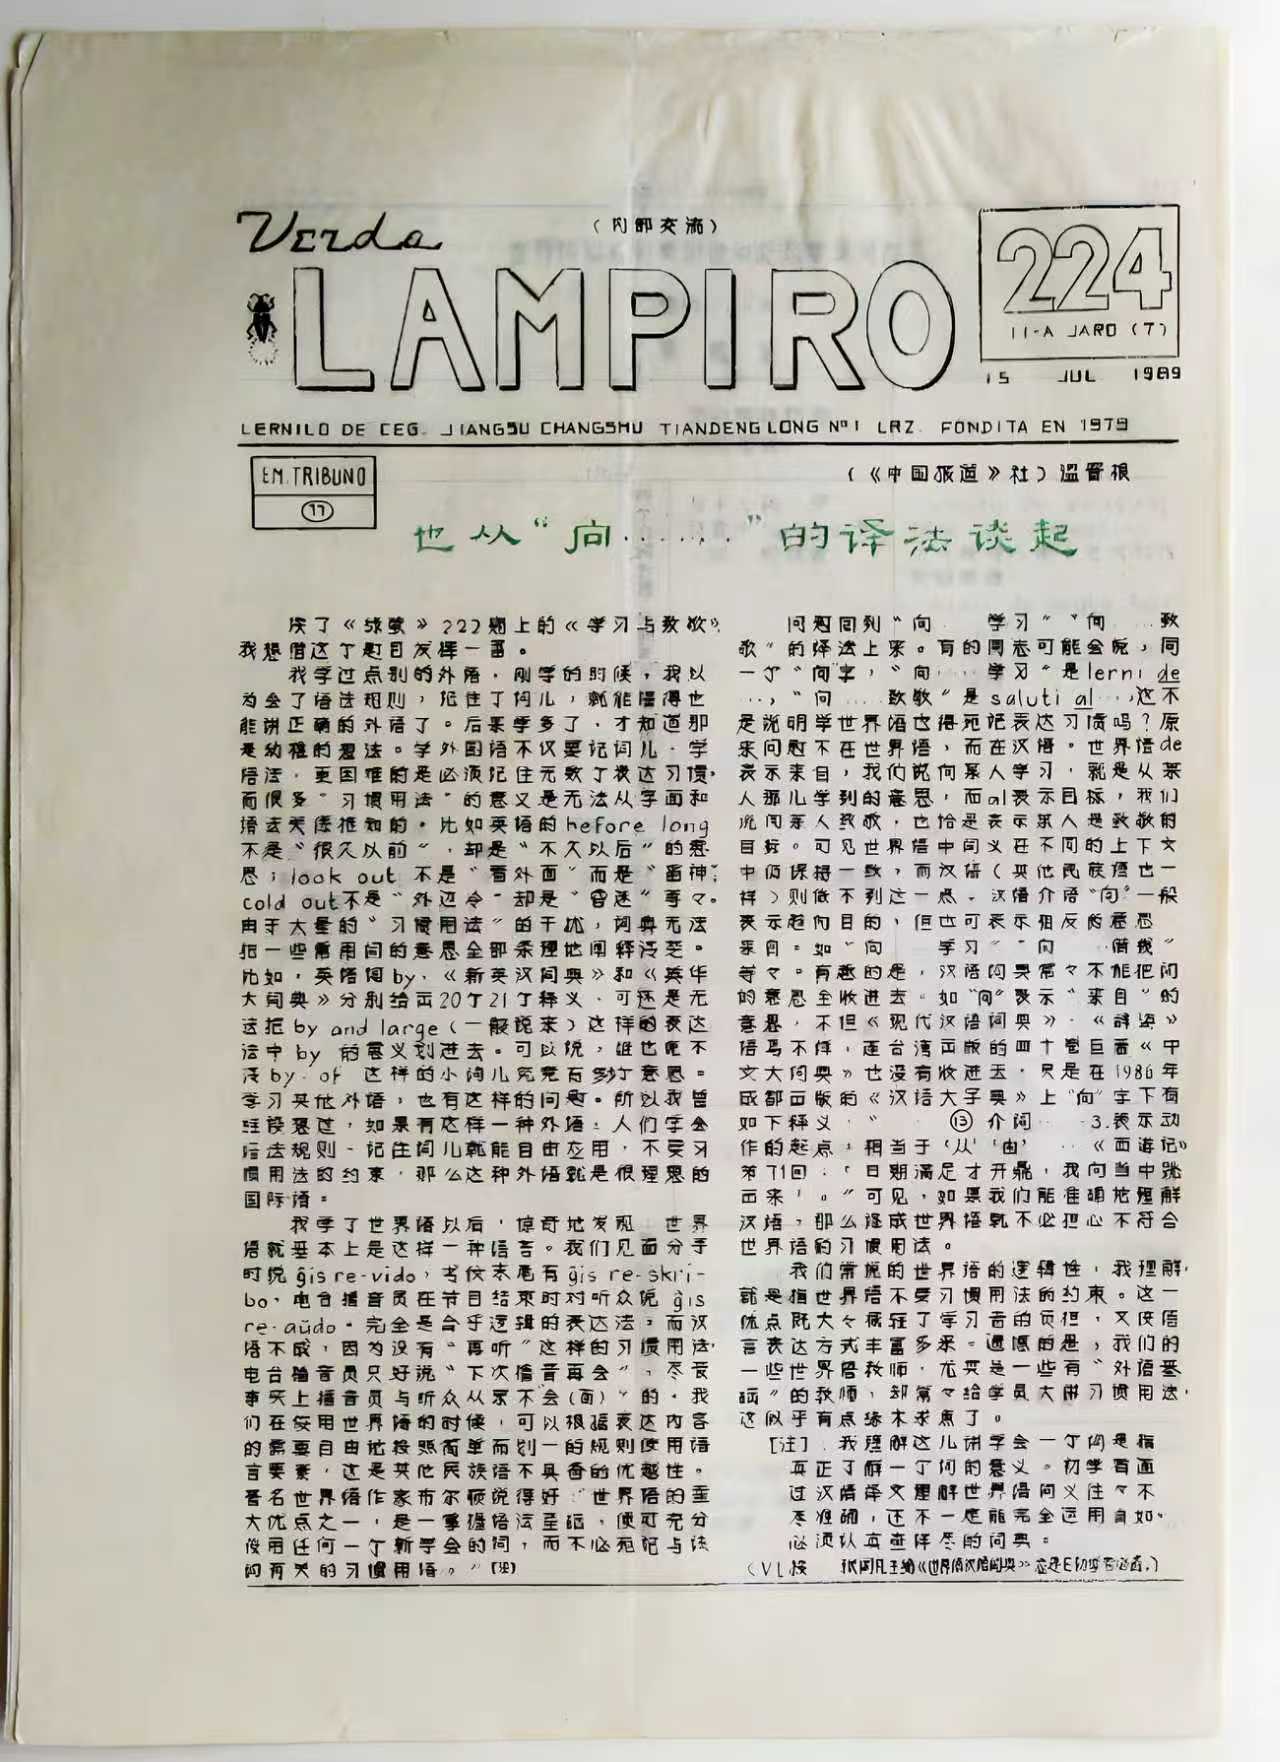 （内部交流）
Verda
LAMPIRO
224
11-A JARO (7)
15 JUL 1989
LERNILO DE CEG. JIANGSU CHANGSHU TIANDENG LONG Nº1 LRZ. FONDITA EN 1979
EM. TRIBUNO
77
（《中国报道》社）温晋根
也从“向……”的译法谈起
读了《绿萤》222期上的《学习与致敬》，
我想借这个题目发挥一番。
我学过点别的外语，刚学的时候，我以
为会了语法规则，记住了词儿，就能懂得也
能讲正确的外语了。后来学多了，才知道那
是幼稚的想法。学外国语不仅要记词儿、学
语法，更困难的是必须记住无数个表达习惯，
而很多“习惯用法”的意义是无法从字面和
语法关系推知的。比如英语的before long
不是“很久以前”，却是“不久以后”的意
思；look out 不是“看外面”而是“留神”；
cold out不是“外边冷”却是“昏迷”等々。
由于大量的“习惯用法”的干扰，词典无法
把一些常用词的意思全部条理地阐释清楚。
比如，英语词by，《新英汉词典》和《英华
大词典》分别给出20个21个释义，可还是无
法把by and large（一般说来）这样的表达
法中by 的意义划进去。可以说，谁也说不
清by、of 这样的小词儿究竟有多少个意思。
学习其他外语，也有这样的问题。所以我曾
经设想过，如果有这样一种外语：人们学会
语法规则、记住词儿就能自由应用，不受习
惯用法的约束，那么这种外语就是很理想的
国际语。
我学了世界语以后，惊奇地发现，世界
语就基本上是这样一种语言。我们见面分手
时说ĝis re-vido，书信末尾有ĝis re-skri-
bo，电台播音员在节目结束时对听众说 ĝis
re-aŭdo。完全是合乎逻辑的表达法，而汉
语不成，因为没有“再听”这样的习惯用法，
电台播音员只好说“下次播音再会”，尽管
事实上播音员与听众从来不会（面）“的。我
们在使用世界语的时候，可以根据表达内容
的需要自由地按照简单而划一的规则使用语
言要素，这是其他民族语不具备的优越性。
著名世界语作家布尔顿说得好：“世界语的重
大优点之一，是一掌握语法基础，便可充分
使用任何一个新学会的词，而不必死记与该
词有关的习惯用语。”［注］
问题回到“向……学习”“向……致
敬”的译法上来。有的同志可能会说，同
一个“向”字，“向……学习”是lerni de
…，“向……致敬”是saluti al …，这不
是说明学世界语也得死记表达习惯吗？原
来问题不在世界语，而在汉语。世界语de
表示来自，我们说向某人学习，就是从某
人那儿学到的意思，而al表示目标，我们
说向某人致敬，也恰是表示某人是致敬的
目标。可见世界语中词义在不同的上下文
中仍保持一致，而汉语（其他民族语也一
样）则做不到这一点。汉语介语“向”一般
表示趋向目的，但也可表示相反的意思
来自。如“向……学习”“向……借钱”
等々。有趣的是，汉语词典常々不能把词
的意思全收进去。如“向”表示“来自”的
意思，不但《现代汉语词典》、《辞海》
语焉不详，连台湾出版的四十卷巨著《中
文大词典》也没有收进去，只是在1986年
成都出版的《汉语大字典》上“向”字下有
如下释义：“……⑬ 介词……3.表示动
作的起点，相当于‘从’‘由’……《西游记》
第71回：‘日期满足才开鼎，我向当中跳
出来’。”可见，如果我们能准确地理解
汉语，那么译成世界语就不必担心不符合
世界语的习惯用法。
我们常说的世界语的逻辑性，我理解，
就是指世界语不受习惯用法的约束。这一
优点既大々减轻了学习者的负担，又使语
言表达方式丰富多采。遗憾的是，我们的
一些世界语教师，尤其是一些有“外语基
础”的教师，却常々给学员大讲习惯用法，
这似乎有点缘木求鱼了。
［注］：我理解这儿讲学会一个词是指
真正了解一个词的意义。初学者通
过汉语译文理解世界语词义往々不
尽准确，还不一定能完全运用自如，
必须认真查详尽的词典。
（VL按 张闳凡主编《世界语汉语词典》